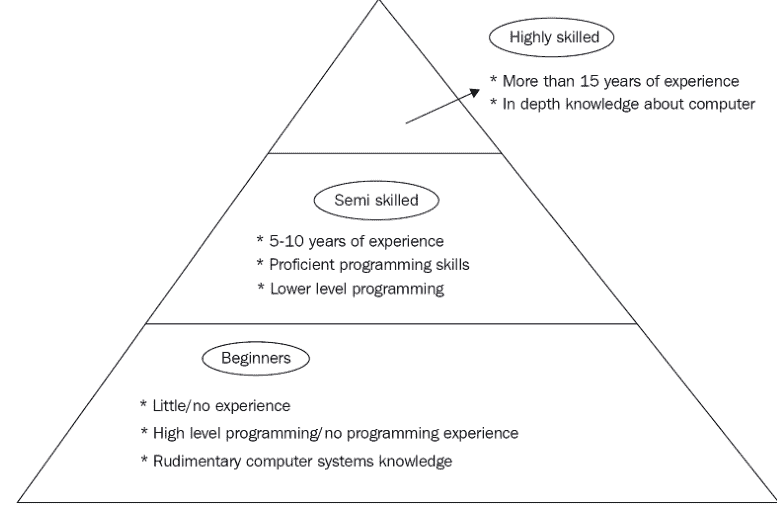 Highly skilled
* More than 15 years of experience
* In depth knowledge about computer
Semi skilled
* 5-10 years of experience
* Proficient programming skills
* Lower level programming
Beginners
* Little/no experience
* High level programming/no programming experience
* Rudimentary computer systems knowledge